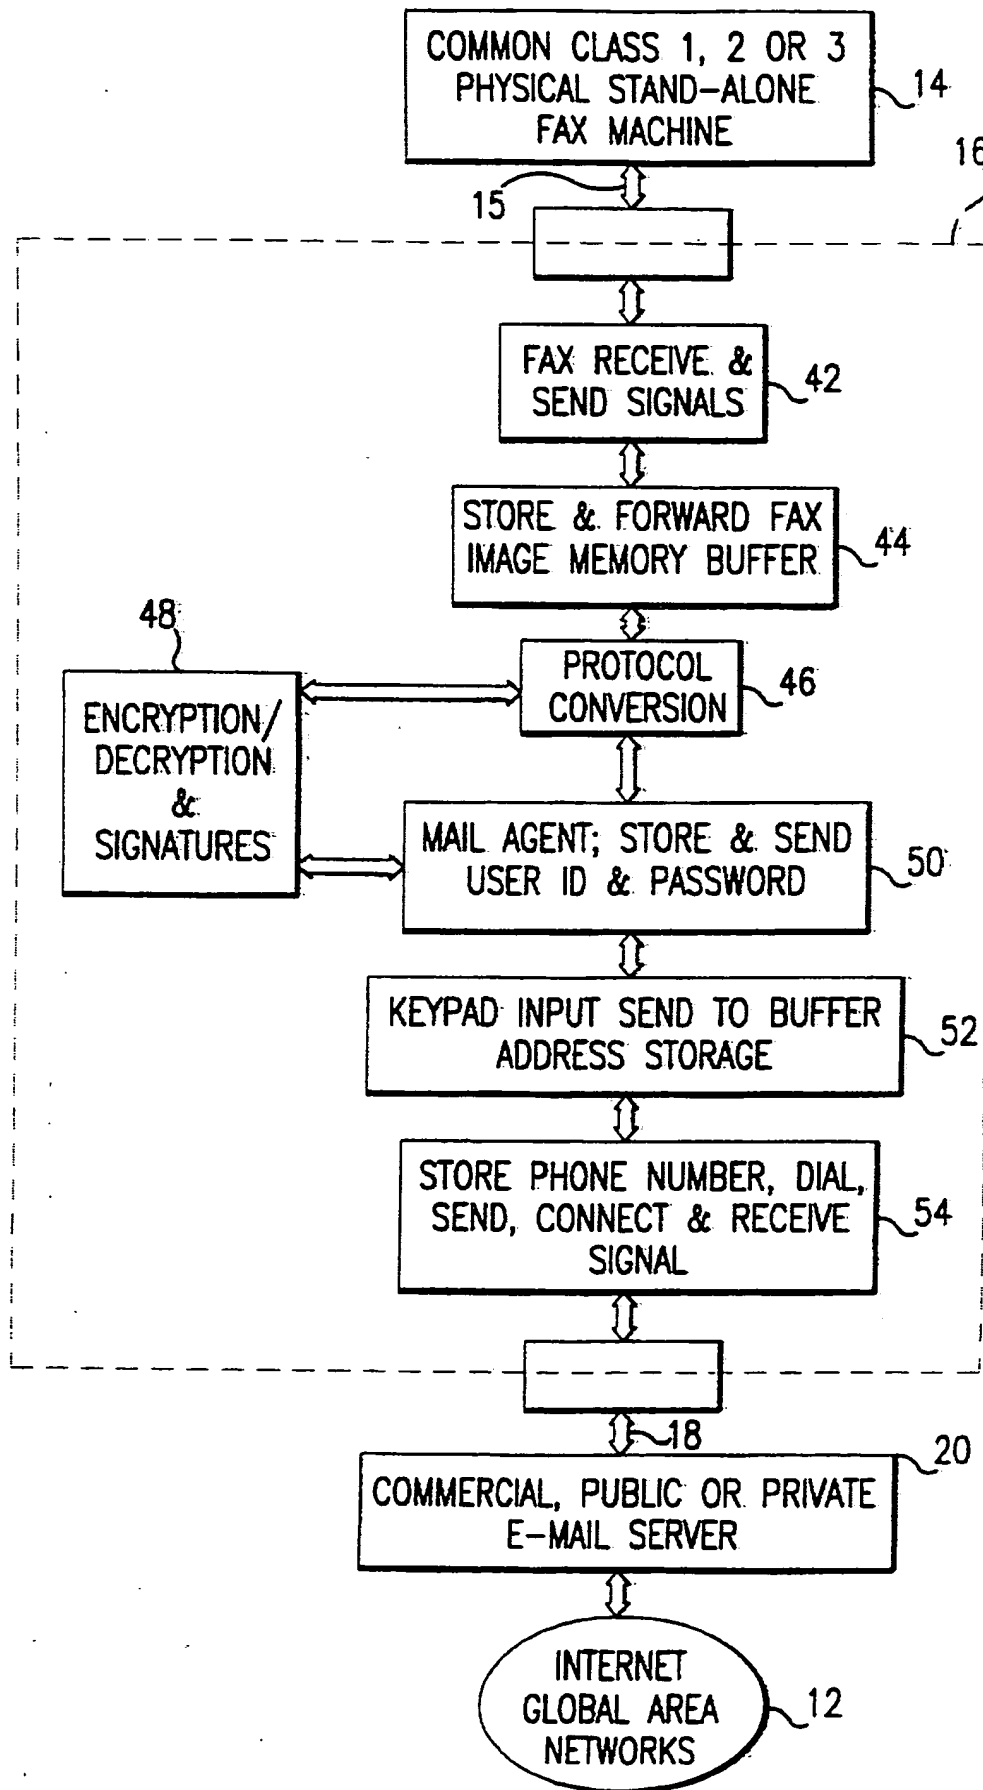 COMMON CLASS 1, 2 OR 3
PHYSICAL STAND-ALONE
FAX MACHINE
14
16
15
FAX RECEIVE &
SEND SIGNALS
42
STORE & FORWARD FAX
IMAGE MEMORY BUFFER
44
48
PROTOCOL
CONVERSION
46
ENCRYPTION/
DECRYPTION
&
SIGNATURES
MAIL AGENT; STORE & SEND
USER ID & PASSWORD
50
KEYPAD INPUT SEND TO BUFFER
ADDRESS STORAGE
52
STORE PHONE NUMBER, DIAL,
SEND, CONNECT & RECEIVE
SIGNAL
54
18
20
COMMERCIAL, PUBLIC OR PRIVATE
E-MAIL SERVER
INTERNET
GLOBAL AREA
NETWORKS
12